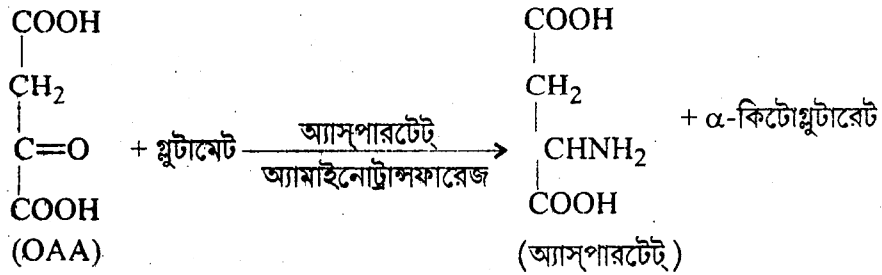 COOH
CH₂
C=O
COOH
(OAA)
+ গ্লুটামেট
অ্যাস্‌পারটেট্
অ্যামাইনোট্রান্সফারেজ
COOH
CH₂
CHNH₂
COOH
(অ্যাস্‌পারটেট্)
+ α-কিটোগ্লুটারেট